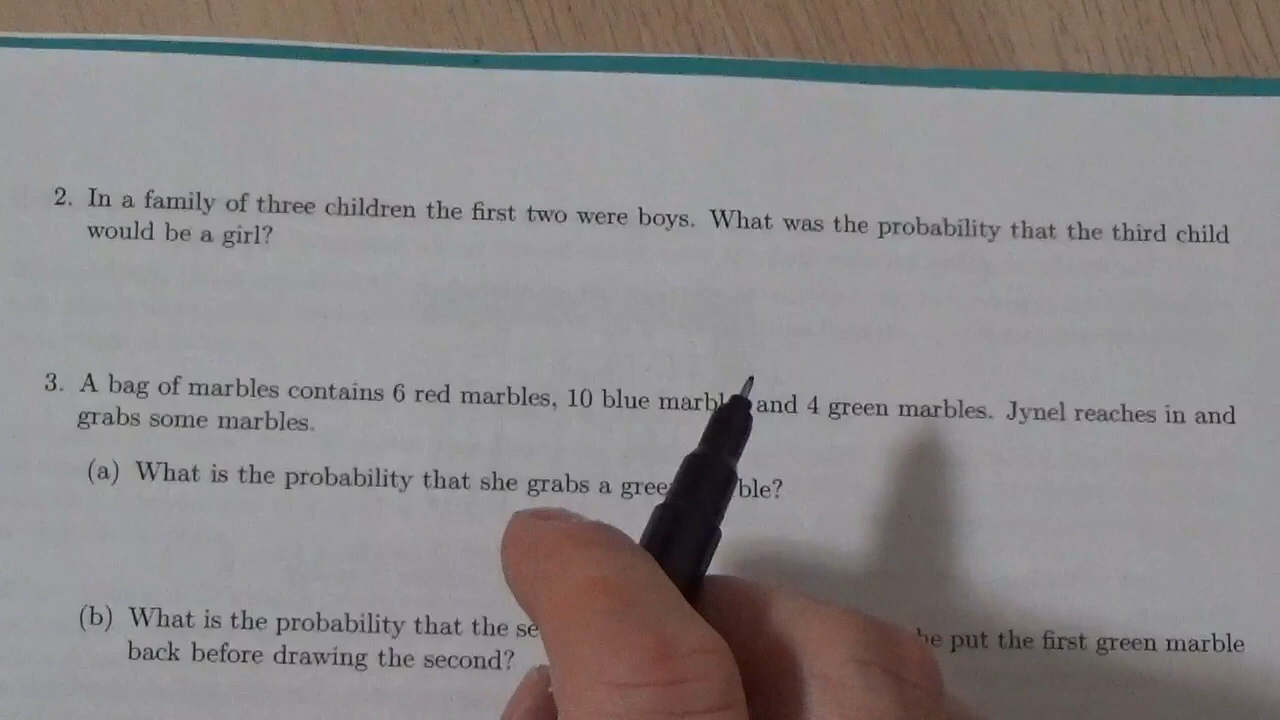 2. In a family of three children the first two were boys. What was the probability that the third child
would be a girl?
3. A bag of marbles contains 6 red marbles, 10 blue and 4 green marbles. Jynel reaches in and
grabs some marbles.
(a) What is the probability that she grabs a
(b) What is the probability that the put the first green marble
back before drawing the second?